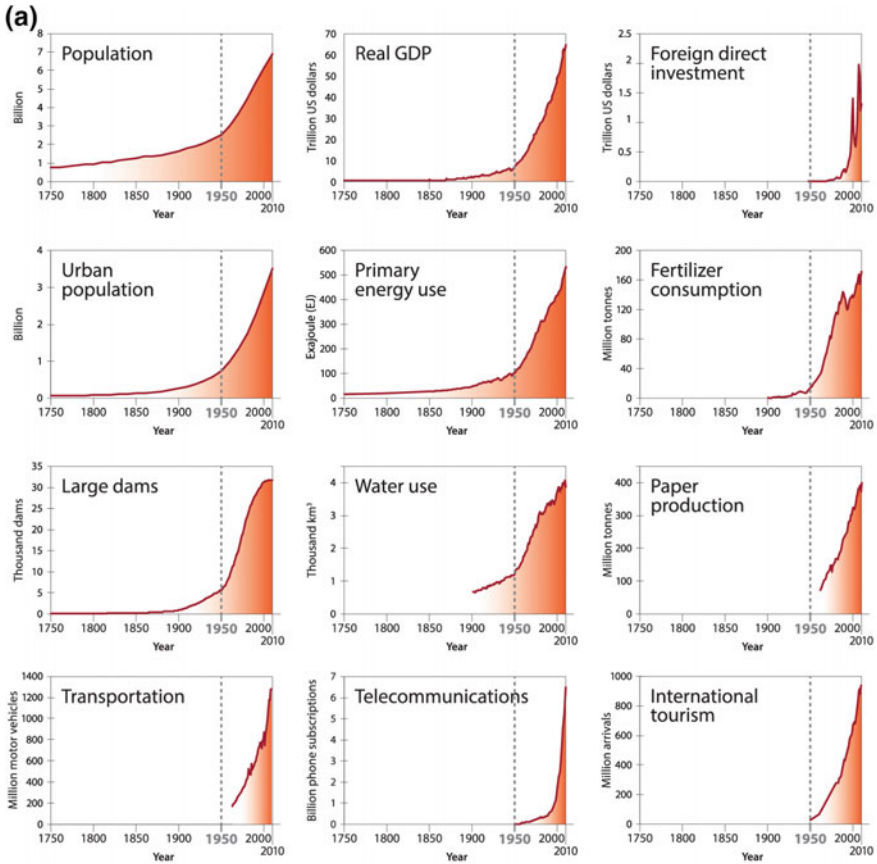 (a)
Population
Billion
8
7
6
5
4
3
2
1
0
1750 1800 1850 1900 1950 2000
2010
Year
Real GDP
Trillion US dollars
70
60
50
40
30
20
10
0
1750 1800 1850 1900 1950 2000
2010
Year
Foreign direct
investment
Trillion US dollars
2.5
2
1.5
1
0.5
0
1750 1800 1850 1900 1950 2000
2010
Year
Urban
population
Billion
4
3
2
1
0
1750 1800 1850 1900 1950 2000
2010
Year
Primary
energy use
Exajoule (EJ)
600
500
400
300
200
100
0
1750 1800 1850 1900 1950 2000
2010
Year
Fertilizer
consumption
Million tonnes
200
160
120
80
40
0
1750 1800 1850 1900 1950 2000
2010
Year
Large dams
Thousand dams
35
30
25
20
15
10
5
0
1750 1800 1850 1900 1950 2000
2010
Year
Water use
Thousand km³
4
3
2
1
0
1750 1800 1850 1900 1950 2000
2010
Year
Paper
production
Million tonnes
400
300
200
100
0
1750 1800 1850 1900 1950 2000
2010
Year
Transportation
Million motor vehicles
1400
1200
1000
800
600
400
200
0
1750 1800 1850 1900 1950 2000
2010
Year
Telecommunications
Billion phone subscriptions
7
6
5
4
3
2
1
0
1750 1800 1850 1900 1950 2000
2010
Year
International
tourism
Million arrivals
1000
800
600
400
200
0
1750 1800 1850 1900 1950 2000
2010
Year